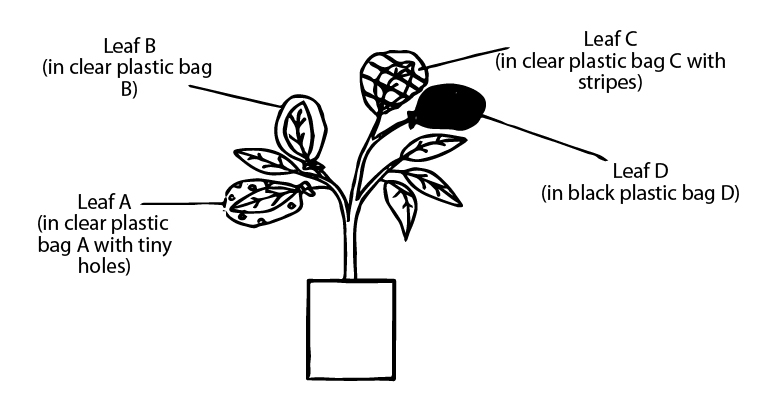 Leaf B
(in clear plastic bag
B)
Leaf C
(in clear plastic bag C with
stripes)
Leaf D
(in black plastic bag D)
Leaf A
(in clear plastic
bag A with tiny
holes)